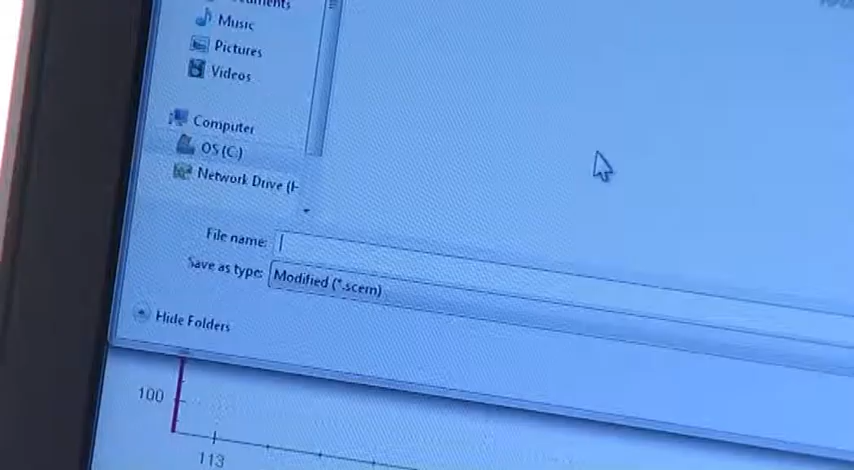 Music
Pictures
Videos
Computer
OS (C:)
Network Drive (H
File name:
Save as type: Modified (*.scem)
Hide Folders
100
113